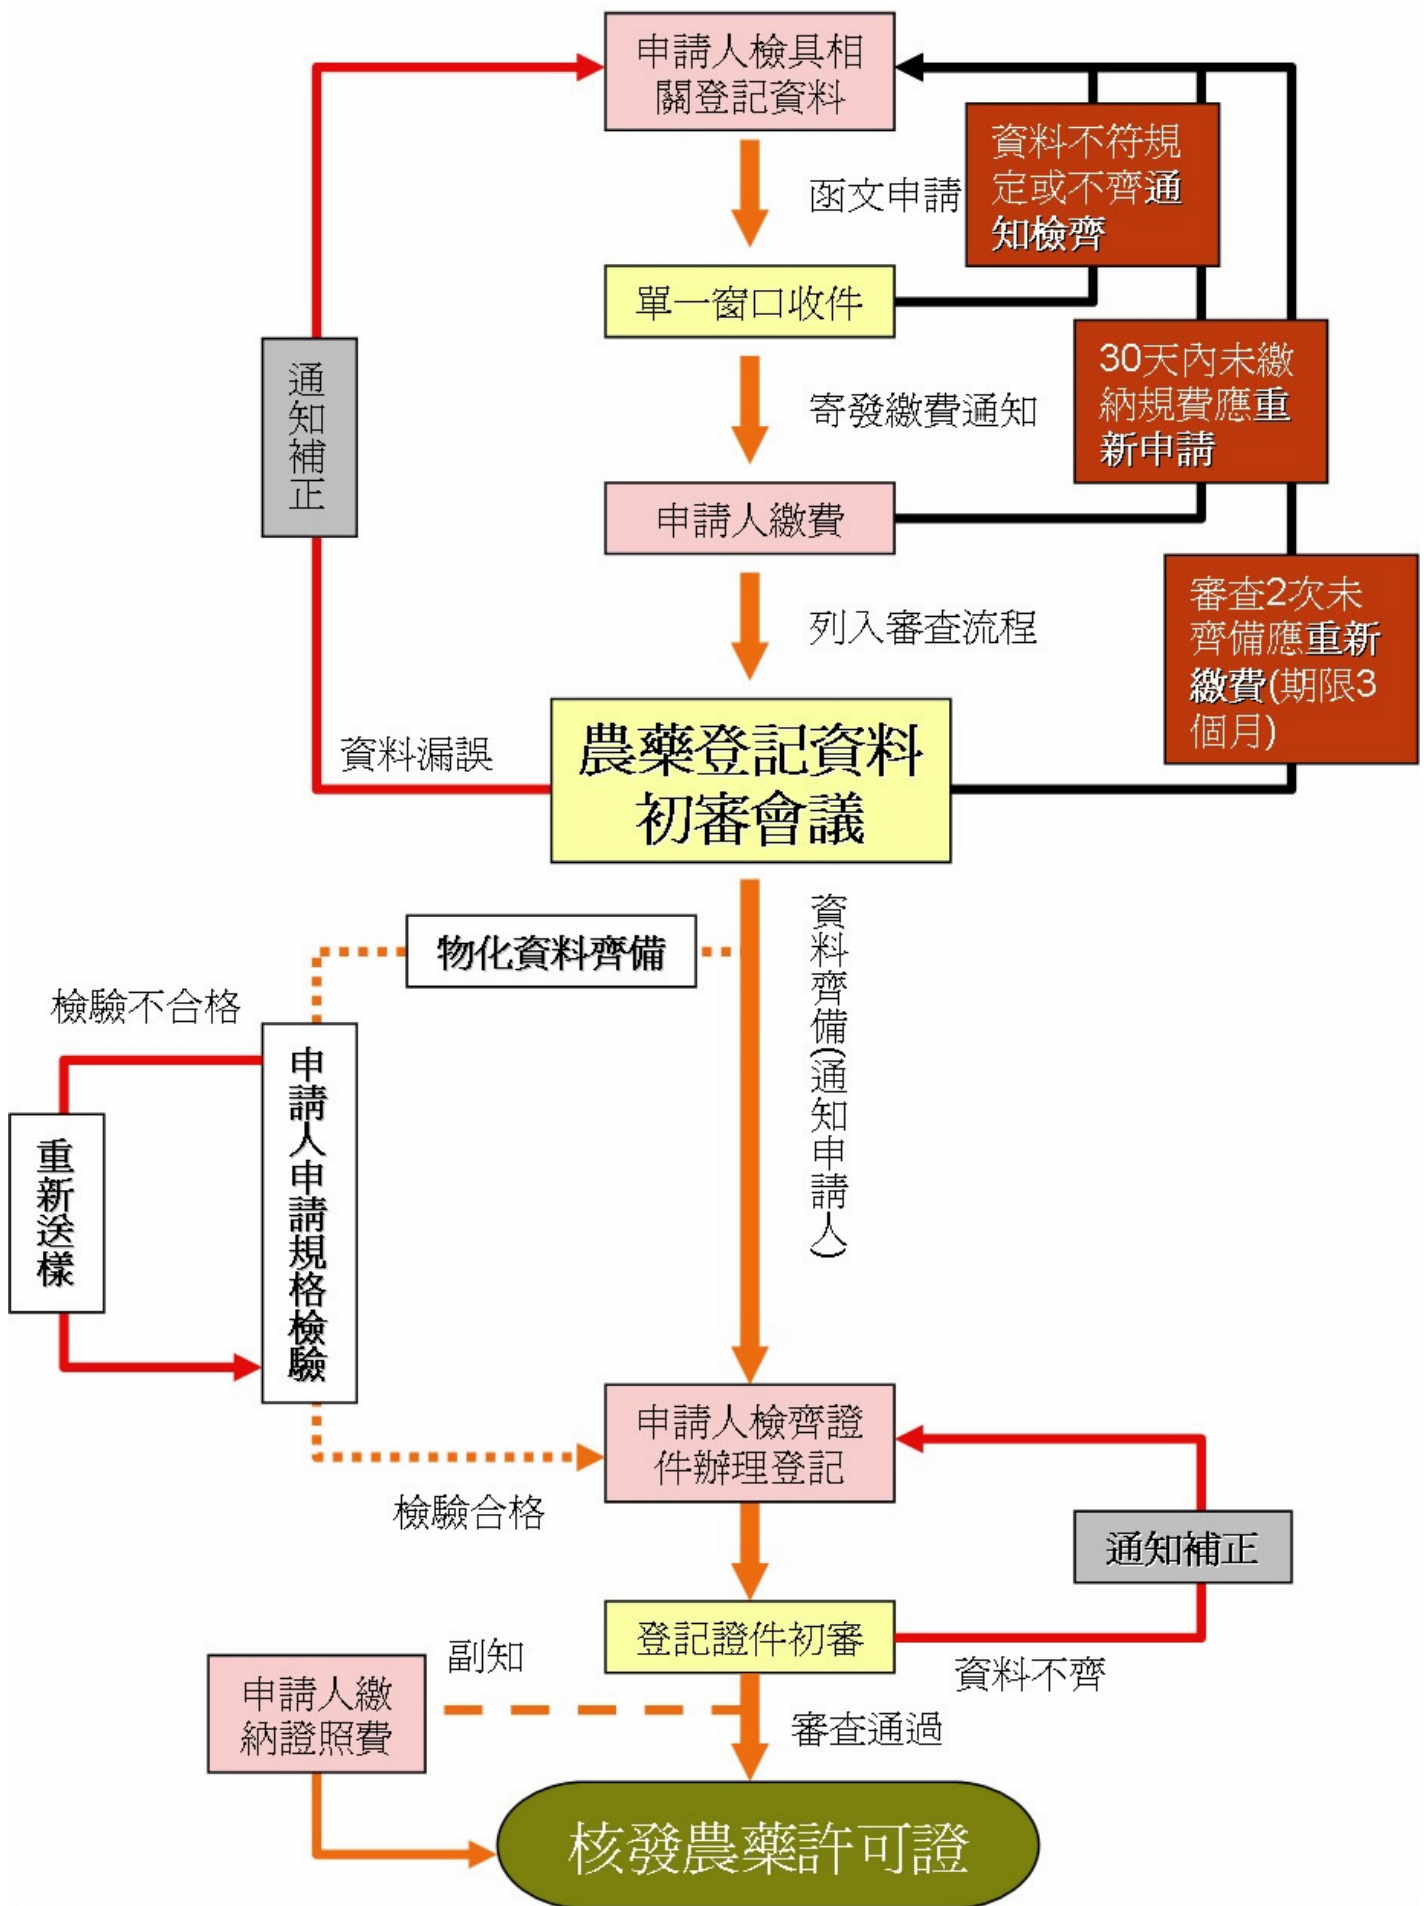 申請人檢具相
關登記資料
函文申請
資料不符規
定或不齊通
知檢齊
單一窗口收件
寄發繳費通知
30天內未繳
納規費應重
新申請
通知補正
申請人繳費
列入審查流程
審查2次未
齊備應重新
繳費(期限3
個月)
資料漏誤
農藥登記資料
初審會議
物化資料齊備
資料齊備(通知申請人)
檢驗不合格
申請人申請規格檢驗
重新送樣
申請人檢齊證
件辦理登記
檢驗合格
通知補正
登記證件初審
資料不齊
副知
申請人繳
納證照費
審查通過
核發農藥許可證